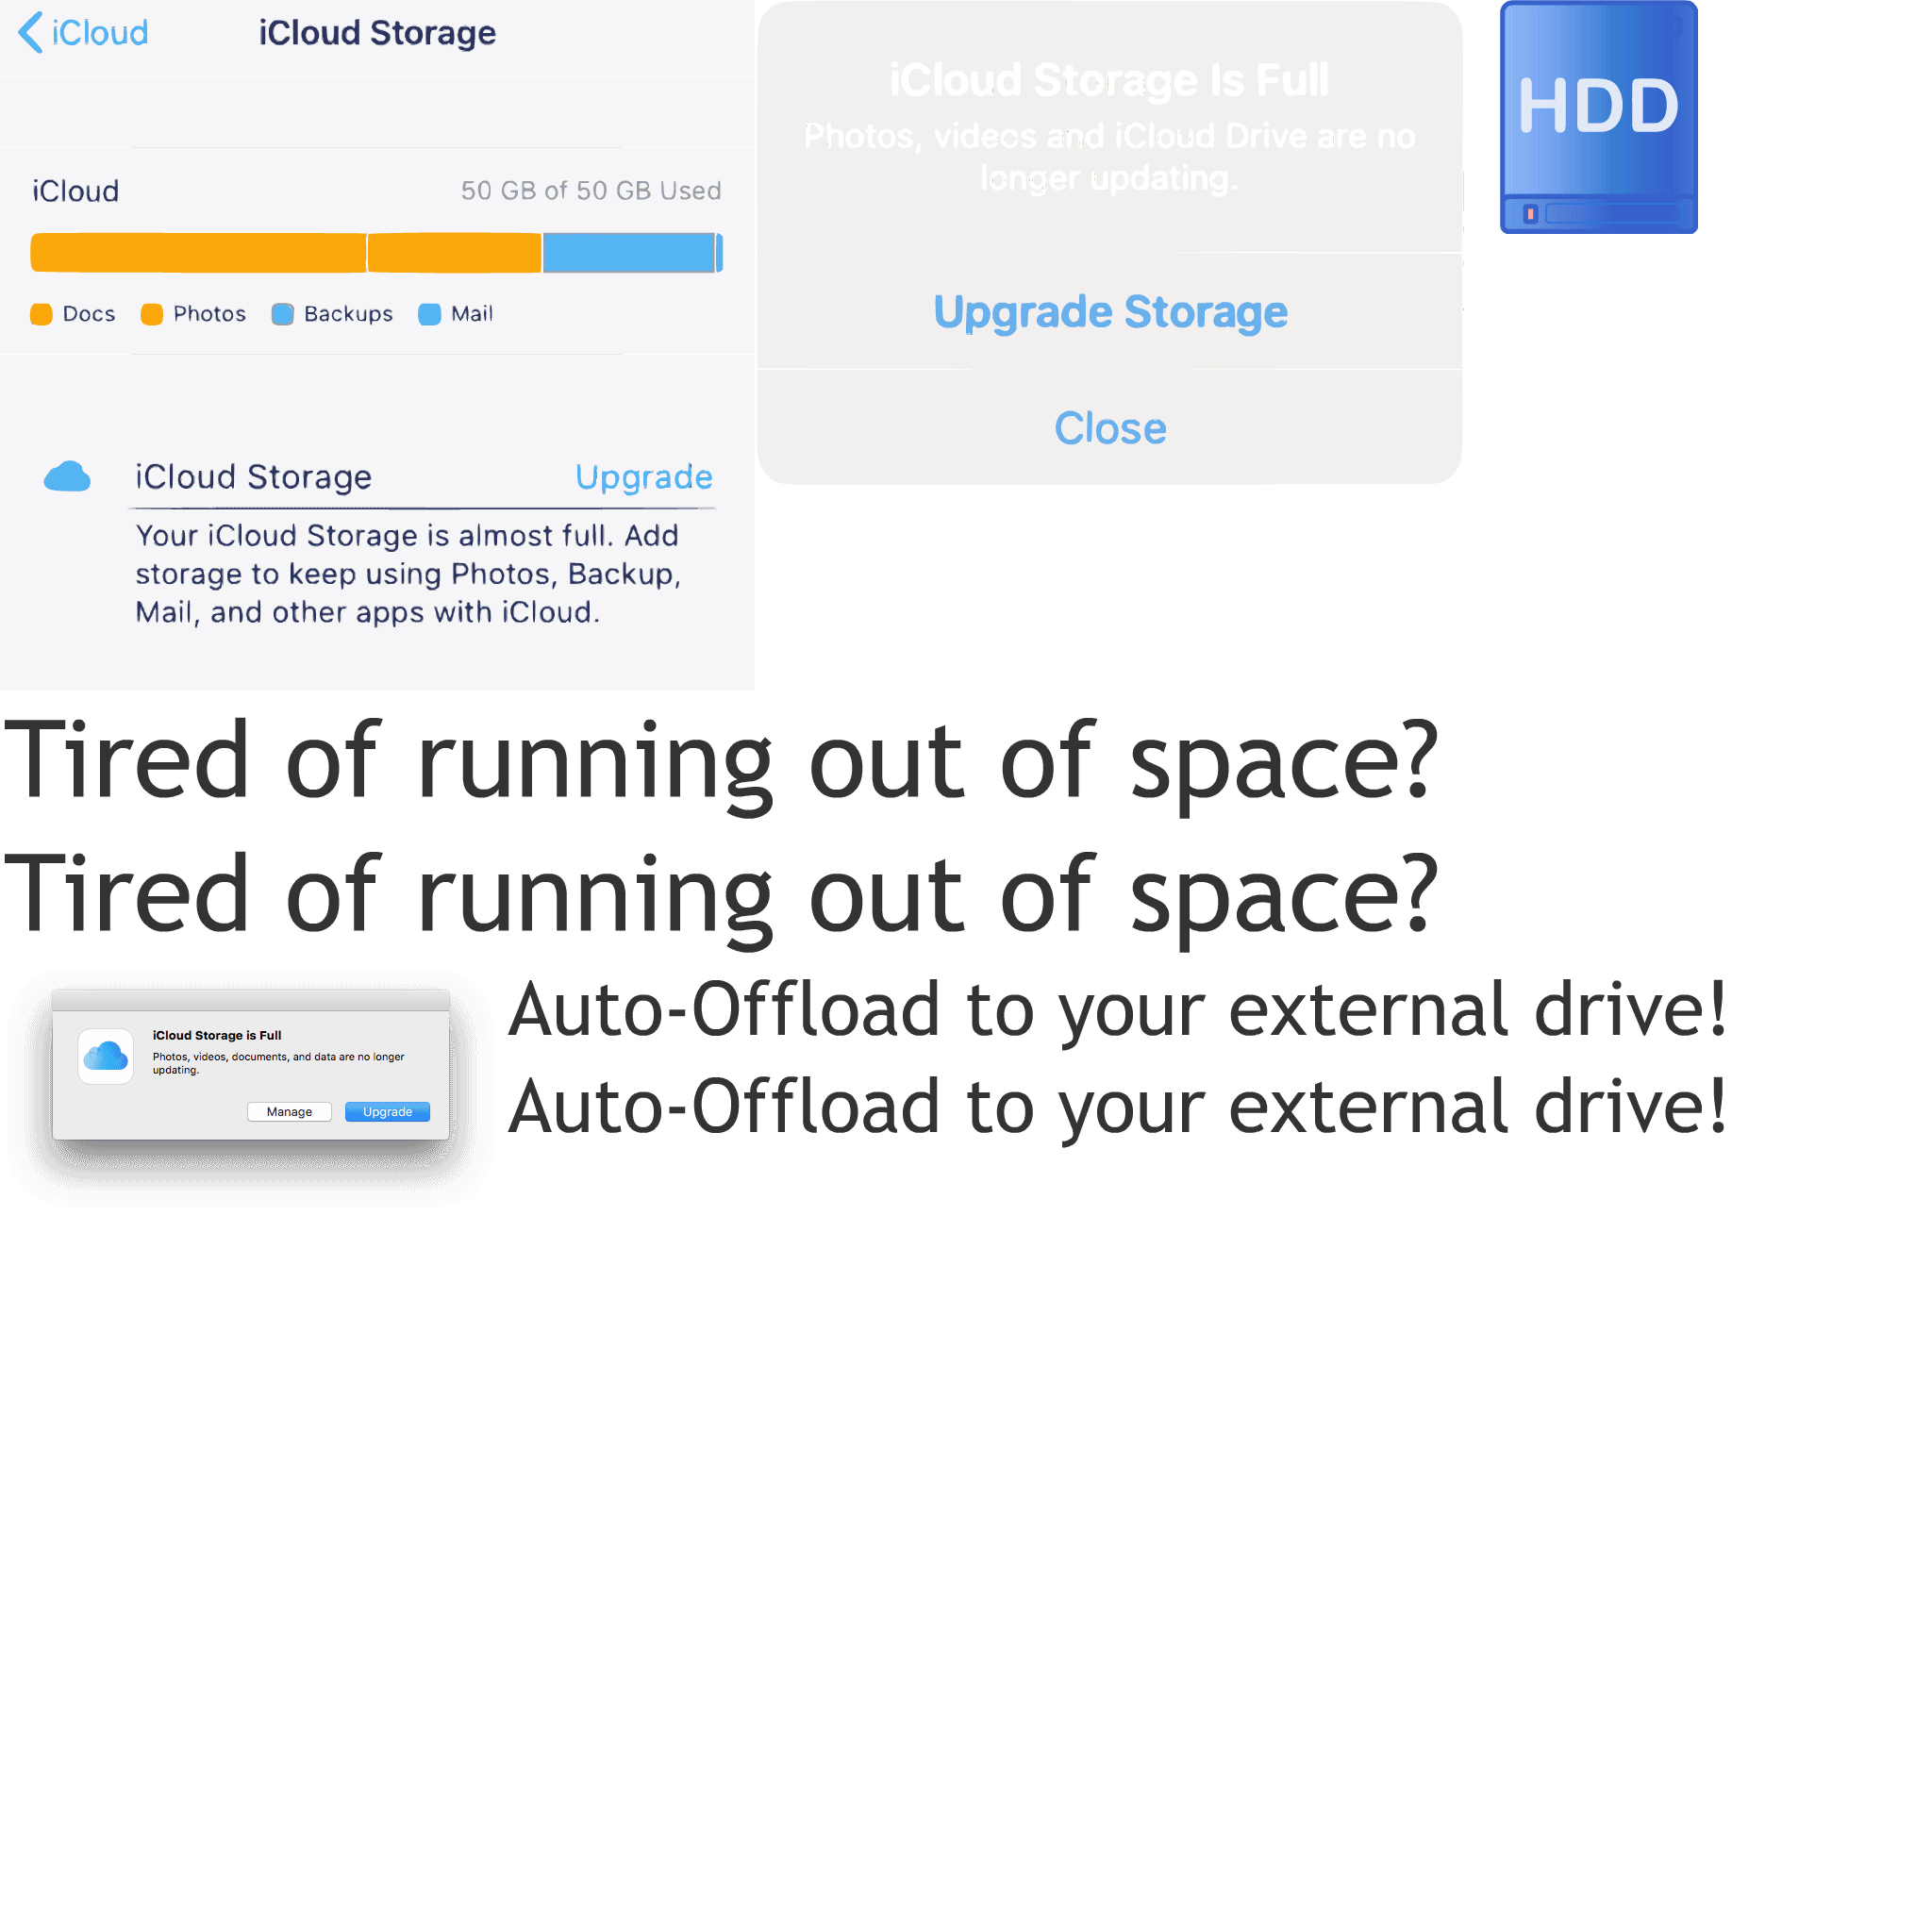 iCloud
iCloud Storage
iCloud
50 GB of 50 GB Used
Docs
Photos
Backups
Mail
iCloud Storage
Upgrade
Your iCloud Storage is almost full. Add
storage to keep using Photos, Backup,
Mail, and other apps with iCloud.
iCloud Storage Is Full
Photos, videos and iCloud Drive are no
longer updating.
Upgrade Storage
Close
HDD
Tired of running out of space?
Tired of running out of space?
iCloud Storage is Full
Photos, videos, documents, and data are no longer
updating.
Manage
Upgrade
Auto-Offload to your external drive!
Auto-Offload to your external drive!